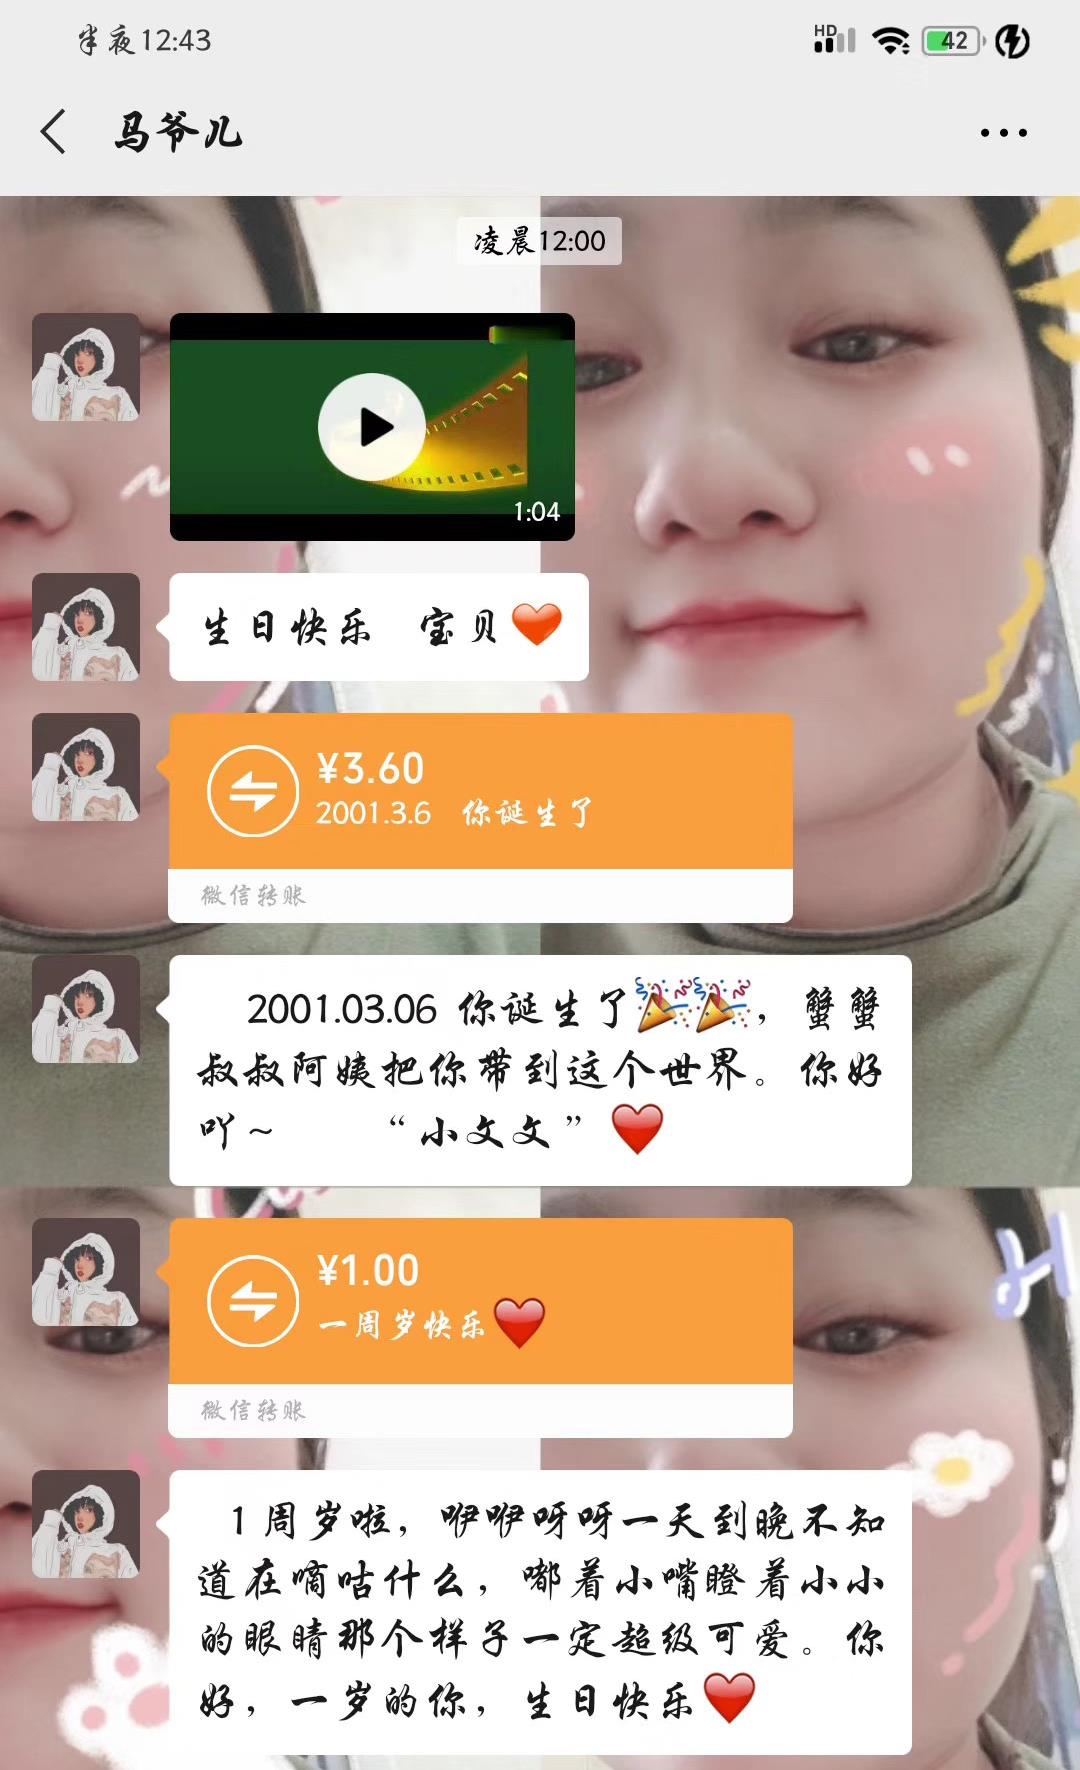 半夜12:43
HD
42
马爷儿
凌晨12:00
1:04
生日快乐 宝贝
¥3.60
2001.3.6 你诞生了
微信转账
2001.03.06 你诞生了，蟹蟹
叔叔阿姨把你带到这个世界。你好
吖～ “小文文”
¥1.00
一周岁快乐
微信转账
1周岁啦，咿咿呀呀一天到晚不知
道在嘀咕什么，嘟着小嘴瞪着小小
的眼睛那个样子一定超级可爱。你
好，一岁的你，生日快乐